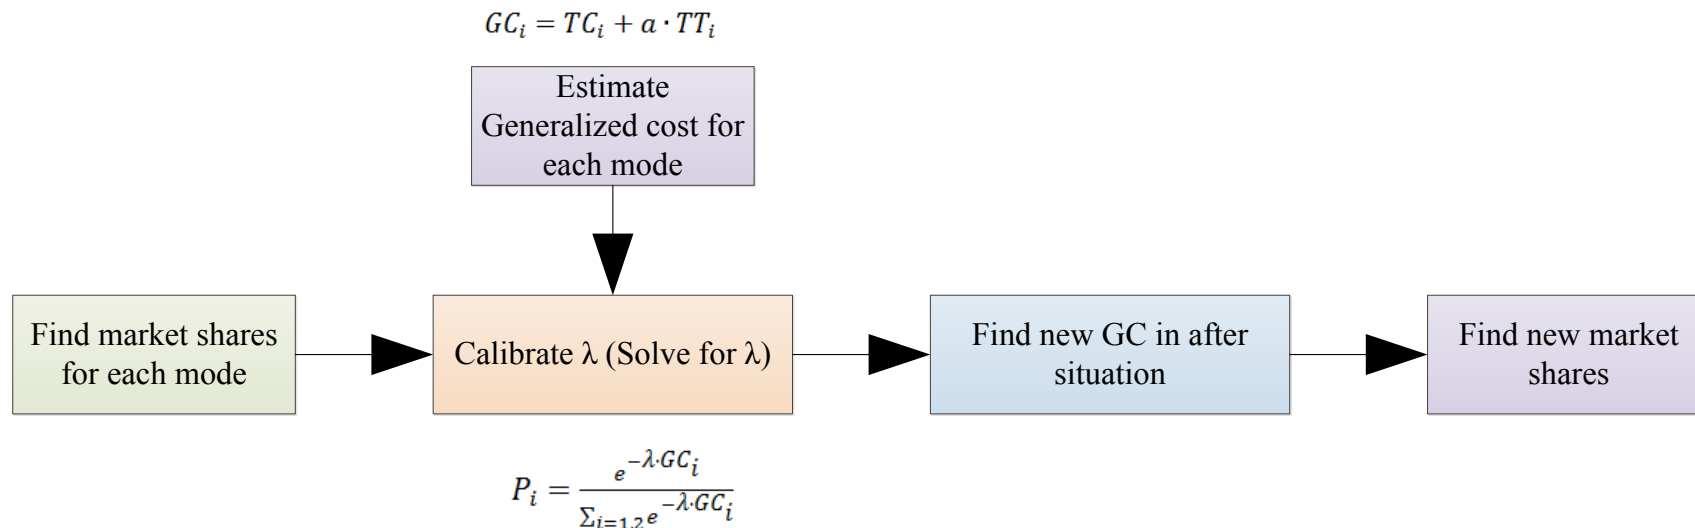 GC_i = TC_i + a · TT_i
Estimate
Generalized cost for
each mode
Find market shares
for each mode
Calibrate λ (Solve for λ)
Find new GC in after
situation
Find new market
shares
P_i = e^{-λ·GC_i} / ∑_{i=1,2} e^{-λ·GC_i}